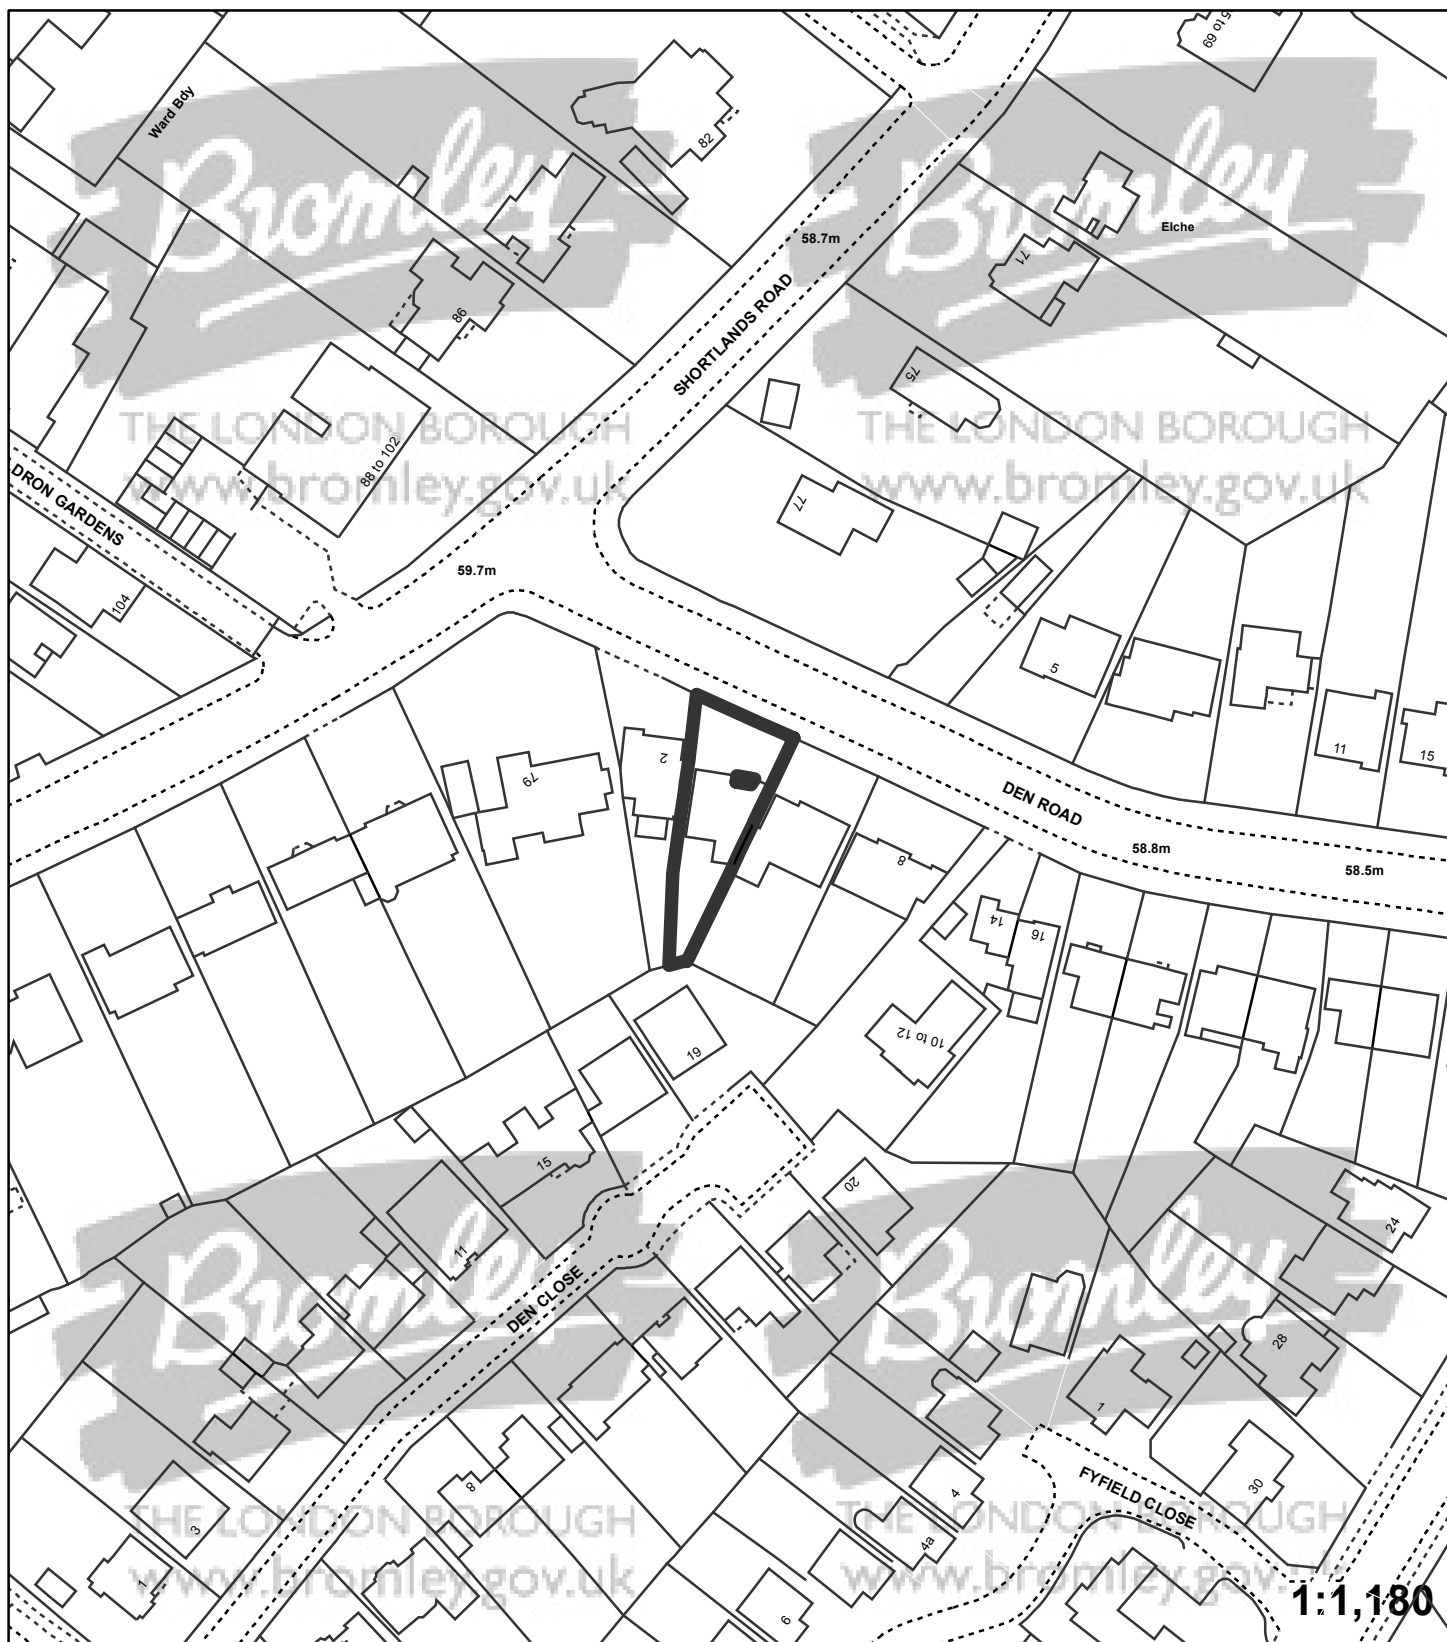 5 to 69
Ward Bdy
82
Bromley
Bromley
Elche
58.7m
71
86
SHORTLANDS ROAD
75
THE LONDON BOROUGH
THE LONDON BOROUGH
88 to 102
www.bromley.gov.uk
www.bromley.gov.uk
DRON GARDENS
77
59.7m
104
5
2
11
15
79
DEN ROAD
58.8m
8
58.5m
14
16
10 to 12
19
15
20
11
24
Bromley
Bromley
DEN CLOSE
28
1
8
4
FYFIELD CLOSE
30
3
THE LONDON BOROUGH
THE LONDON BOROUGH
4a
1
www.bromley.gov.uk
www.bromley.gov.uk
6
1:1,180